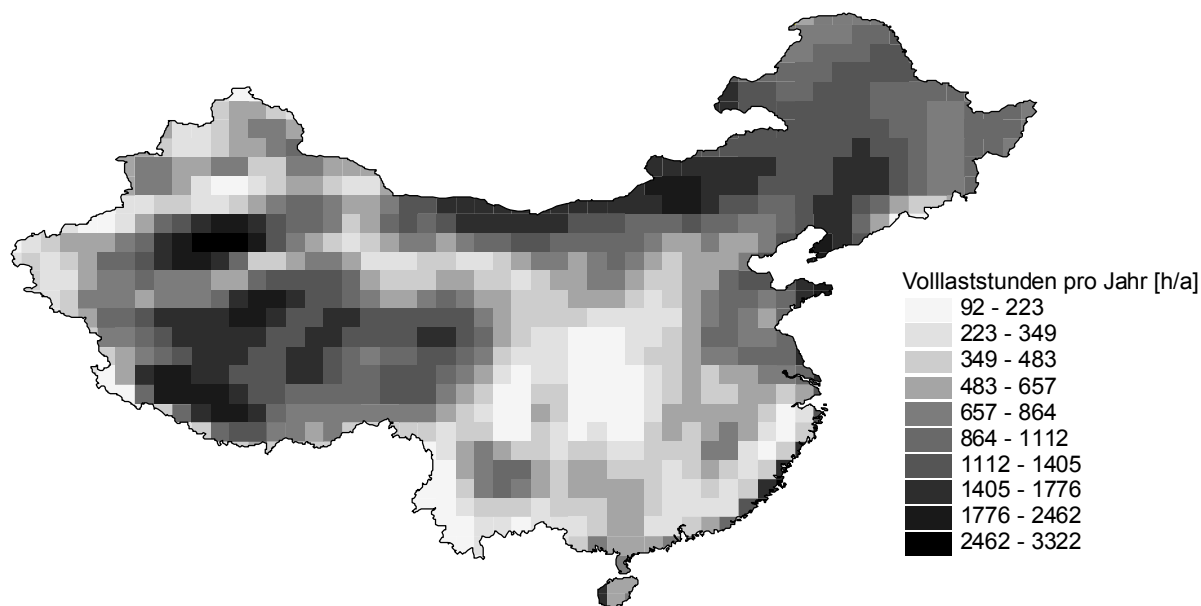 Volllaststunden pro Jahr [h/a]
92 - 223
223 - 349
349 - 483
483 - 657
657 - 864
864 - 1112
1112 - 1405
1405 - 1776
1776 - 2462
2462 - 3322